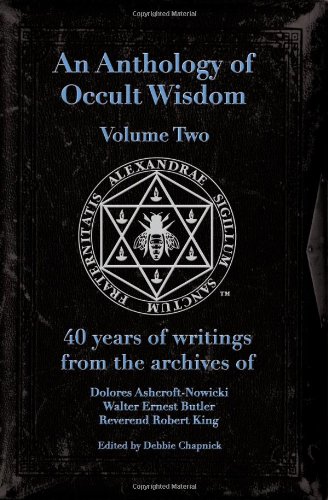 An Anthology of
Occult Wisdom
Volume Two
FRATERNITATIS ALEXANDRAE SIGILLUM SANCTUM
™
40 years of writings
from the archives of
Dolores Ashcroft-Nowicki
Walter Ernest Butler
Reverend Robert King
Edited by Debbie Chapnick